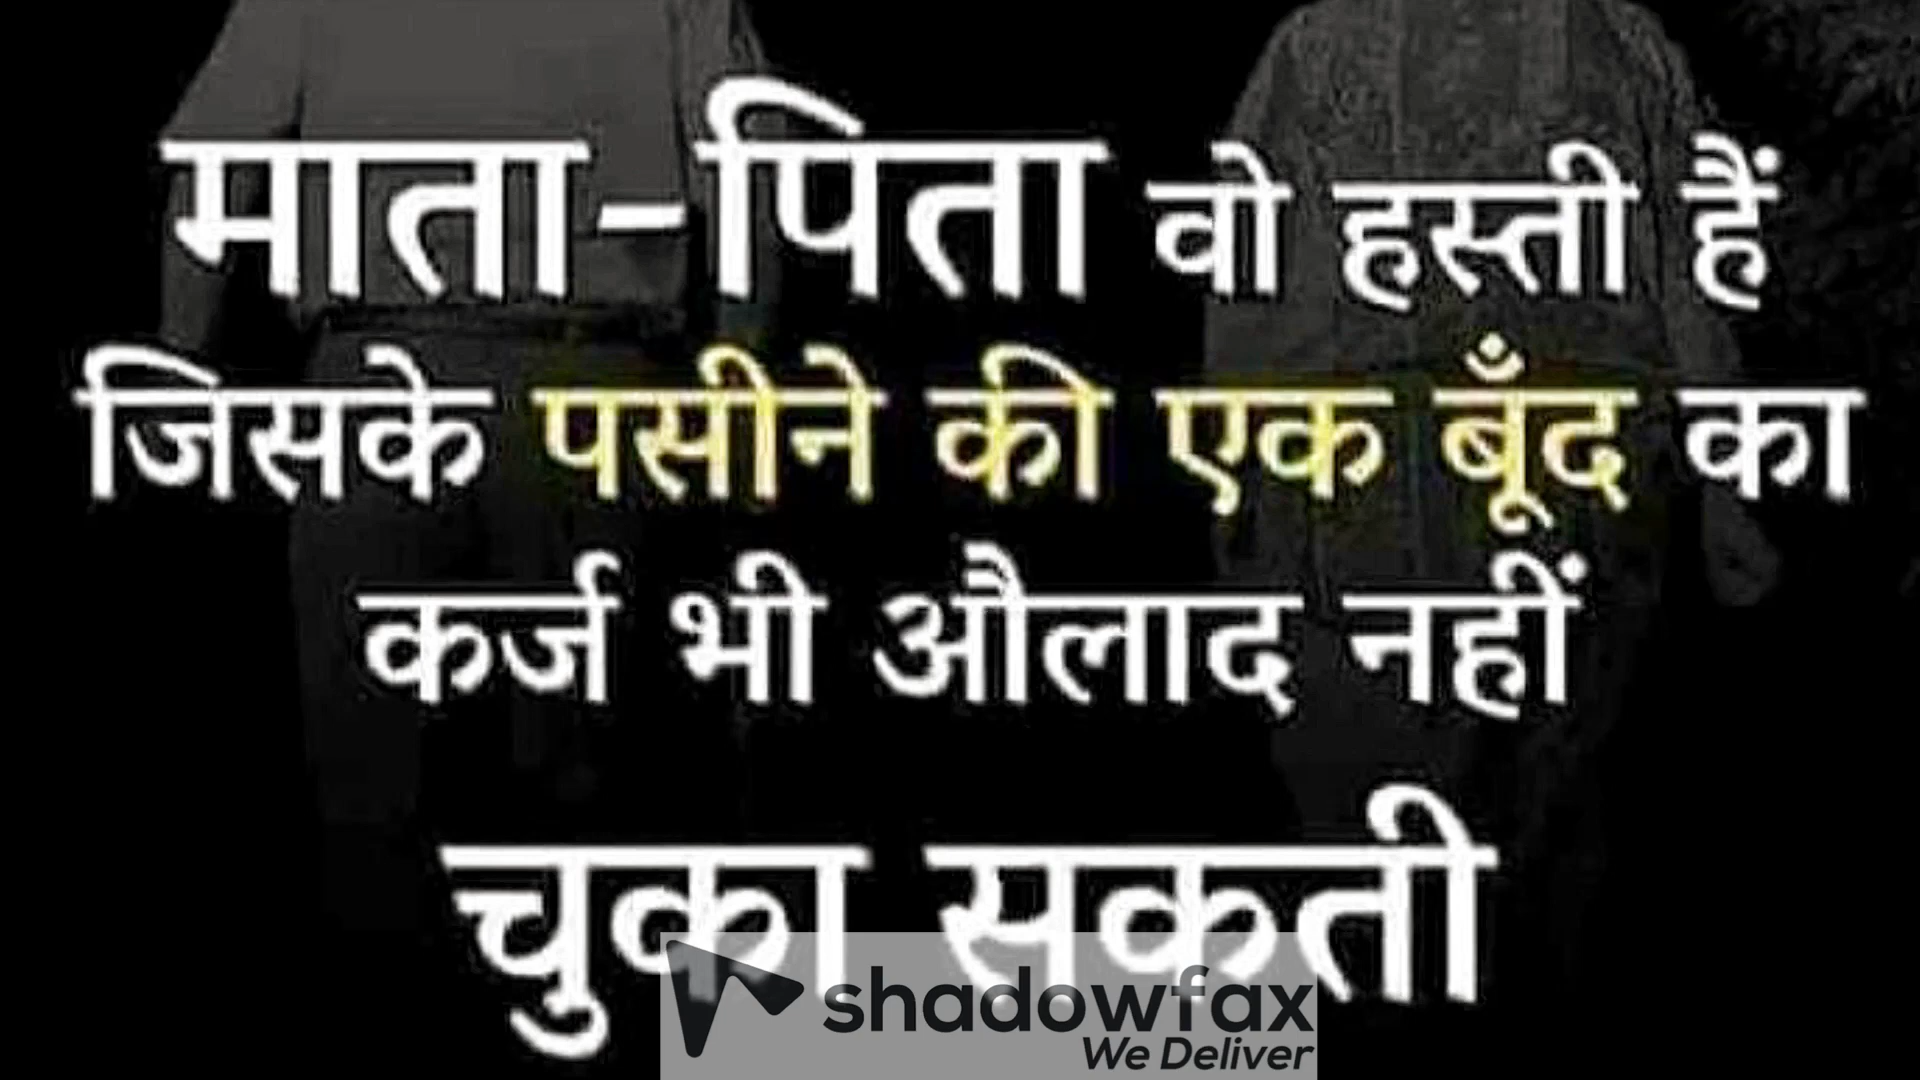 माता-पिता वो हस्ती हैं
जिसके पसीने की एक बूँद का
कर्ज भी औलाद नहीं
चुका सकती
shadowfax
We Deliver